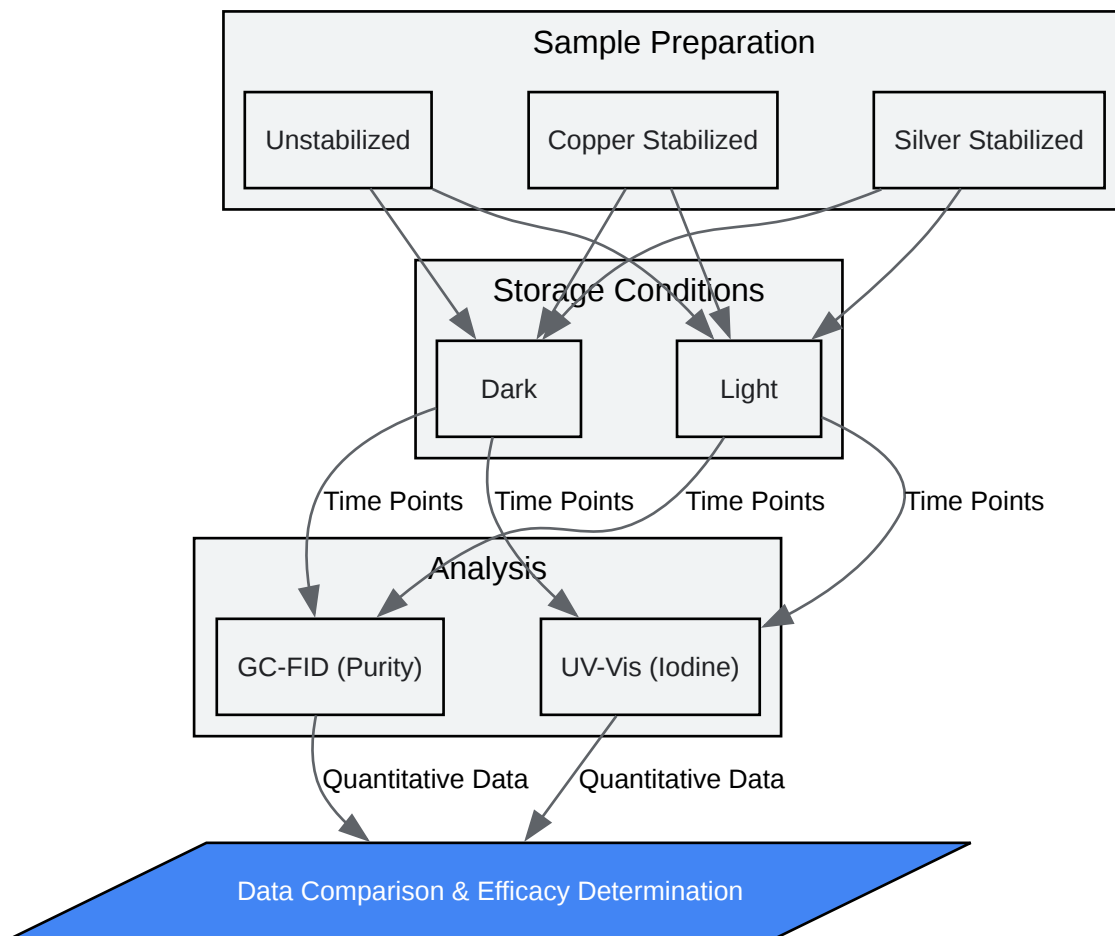 Sample Preparation
Unstabilized
Copper Stabilized
Silver Stabilized
Storage Conditions
Dark
Light
Time Points
Time Points
Time Points
Time Points
Analysis
GC-FID (Purity)
UV-Vis (Iodine)
Quantitative Data
Quantitative Data
Data Comparison & Efficacy Determination